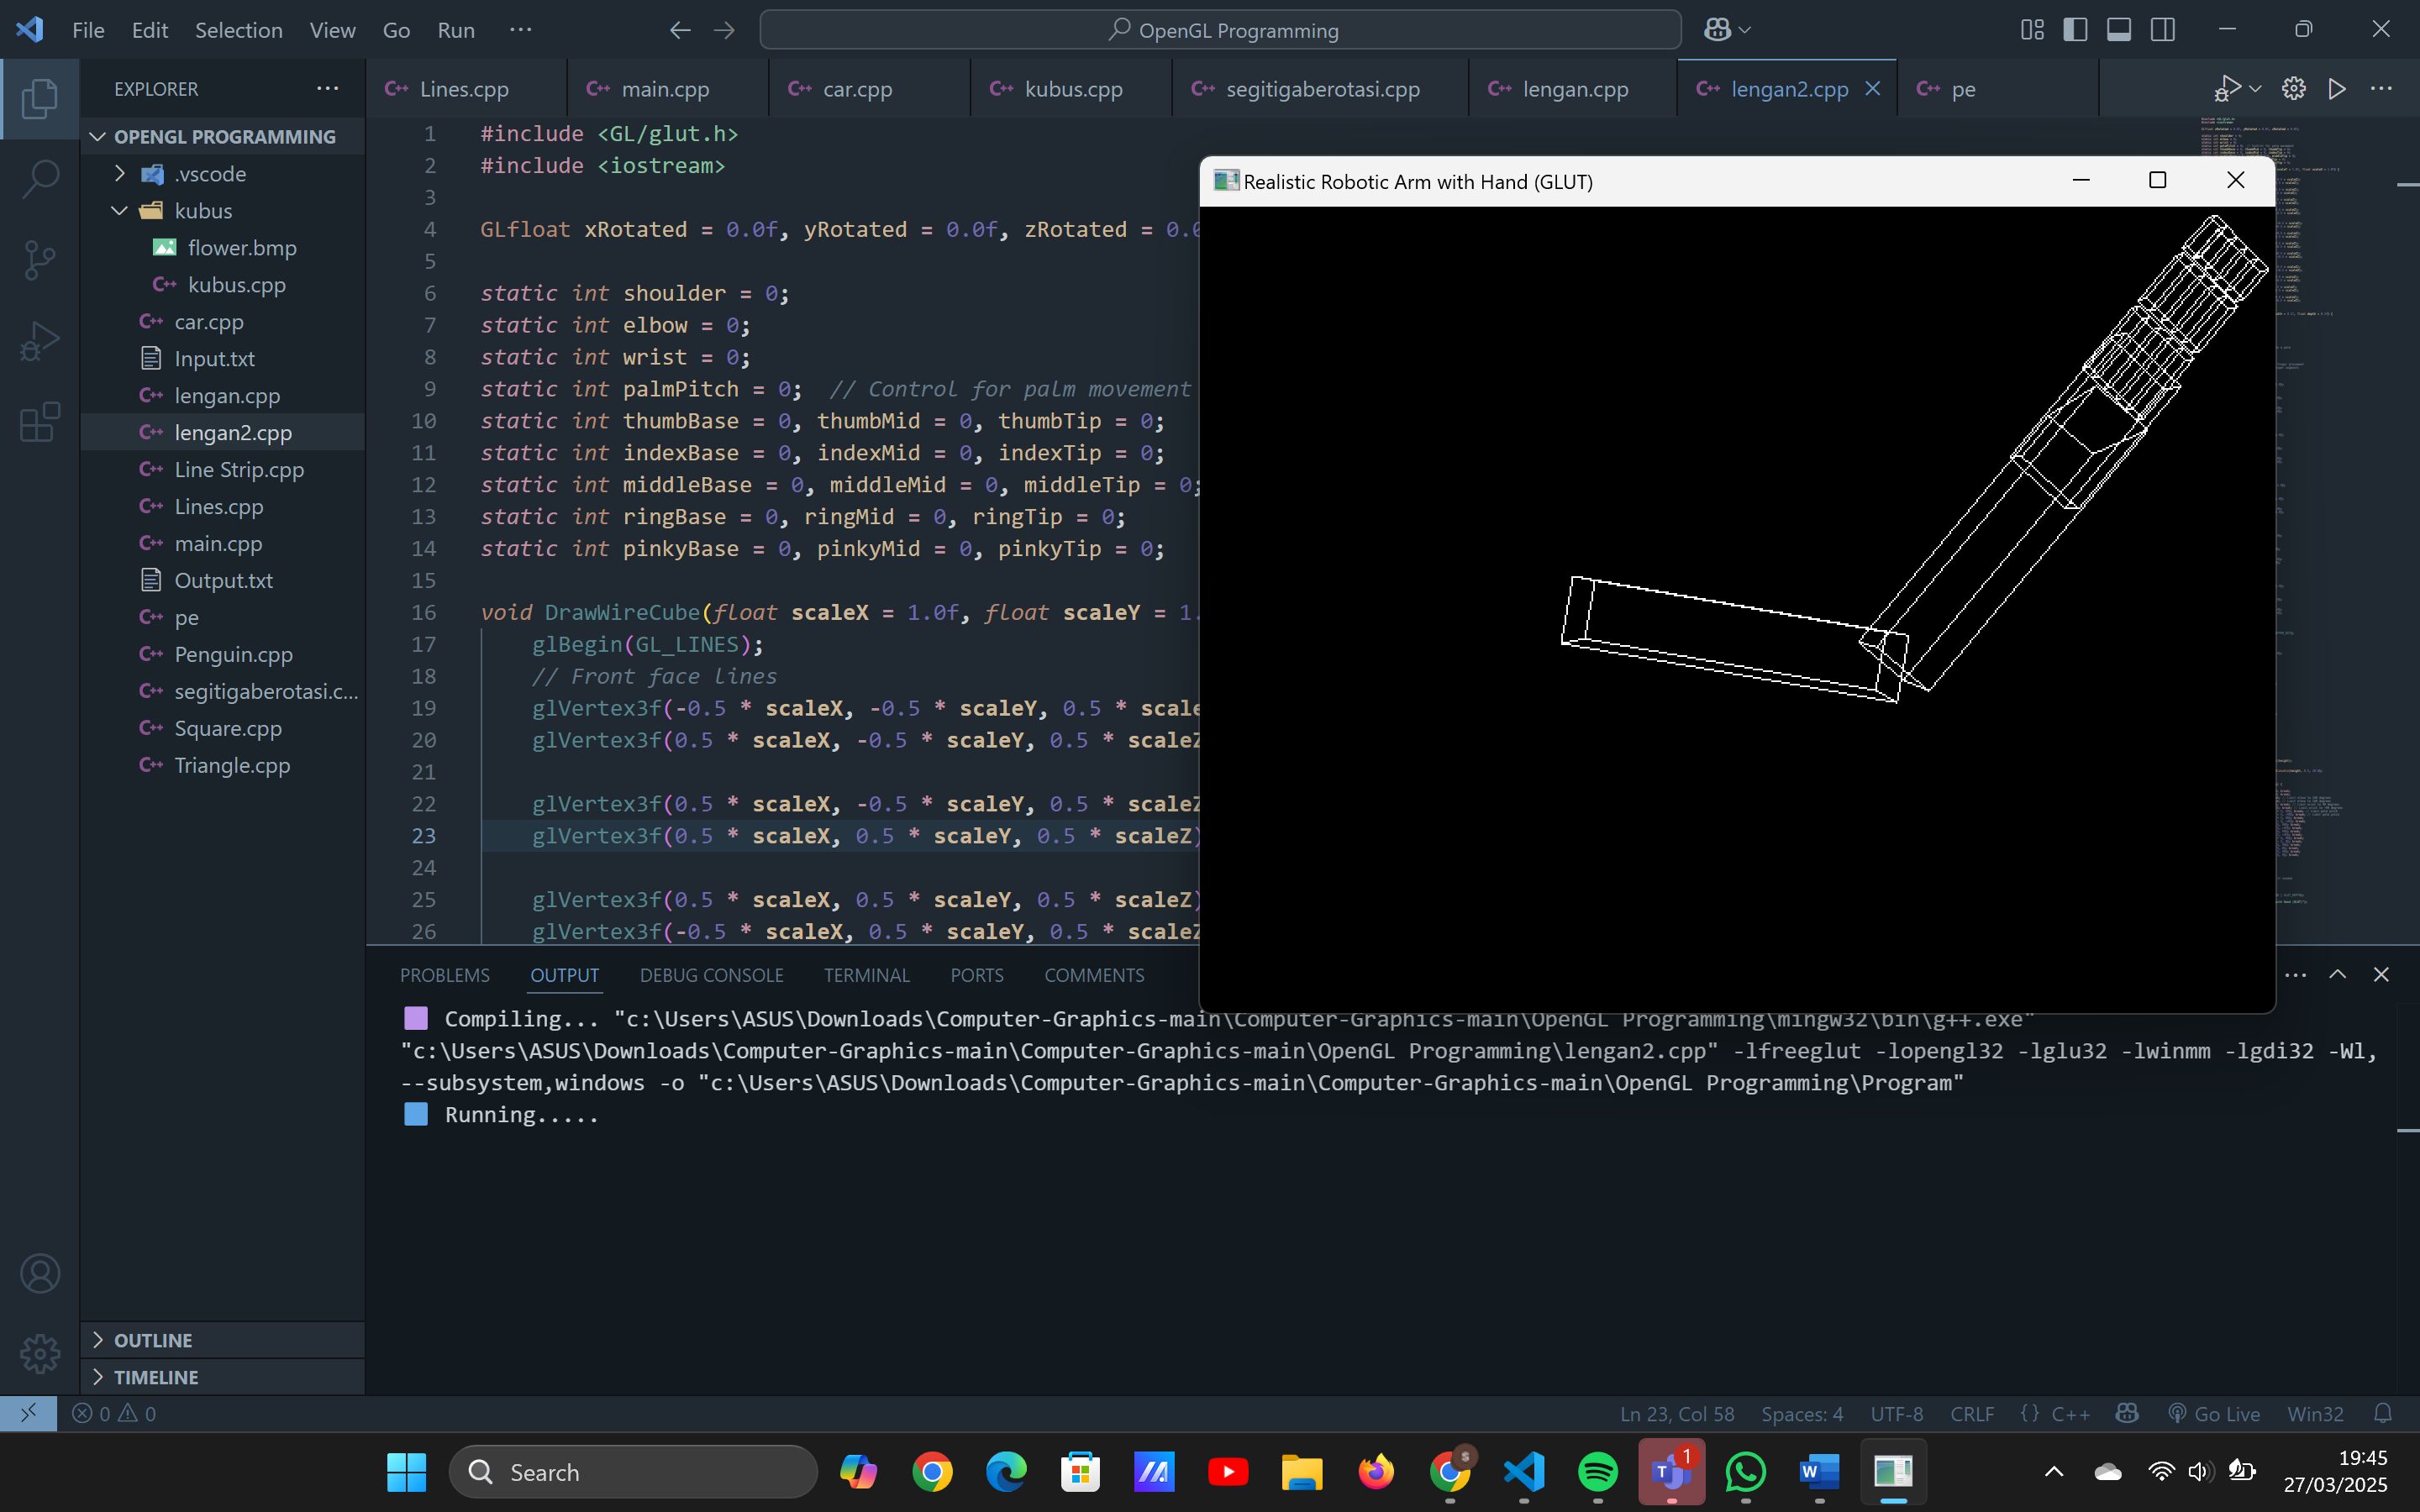 File Edit Selection View Go Run ···
OpenGL Programming
EXPLORER
Lines.cpp
main.cpp
car.cpp
kubus.cpp
segitigaberotasi.cpp
lengan.cpp
lengan2.cpp
pe
OPENGL PROGRAMMING
.vscode
kubus
flower.bmp
kubus.cpp
car.cpp
Input.txt
lengan.cpp
lengan2.cpp
Line Strip.cpp
Lines.cpp
main.cpp
Output.txt
pe
Penguin.cpp
segitigaberotasi.c...
Square.cpp
Triangle.cpp
OUTLINE
TIMELINE
1 #include <GL/glut.h>
2 #include <iostream>
3
4 GLfloat xRotated = 0.0f, yRotated = 0.0f, zRotated = 0.0
5
6 static int shoulder = 0;
7 static int elbow = 0;
8 static int wrist = 0;
9 static int palmPitch = 0; // Control for palm movement
10 static int thumbBase = 0, thumbMid = 0, thumbTip = 0;
11 static int indexBase = 0, indexMid = 0, indexTip = 0;
12 static int middleBase = 0, middleMid = 0, middleTip = 0;
13 static int ringBase = 0, ringMid = 0, ringTip = 0;
14 static int pinkyBase = 0, pinkyMid = 0, pinkyTip = 0;
15
16 void DrawWireCube(float scaleX = 1.0f, float scaleY = 1.
17 glBegin(GL_LINES);
18 // Front face lines
19 glVertex3f(-0.5 * scaleX, -0.5 * scaleY, 0.5 * scale
20 glVertex3f(0.5 * scaleX, -0.5 * scaleY, 0.5 * scaleZ
21
22 glVertex3f(0.5 * scaleX, -0.5 * scaleY, 0.5 * scaleZ
23 glVertex3f(0.5 * scaleX, 0.5 * scaleY, 0.5 * scaleZ)
24
25 glVertex3f(0.5 * scaleX, 0.5 * scaleY, 0.5 * scaleZ)
26 glVertex3f(-0.5 * scaleX, 0.5 * scaleY, 0.5 * scaleZ
Realistic Robotic Arm with Hand (GLUT)
PROBLEMS OUTPUT DEBUG CONSOLE TERMINAL PORTS COMMENTS
Compiling... "c:\Users\ASUS\Downloads\Computer-Graphics-main\Computer-Graphics-main\OpenGL Programming\mingw32\bin\g++.exe"
"c:\Users\ASUS\Downloads\Computer-Graphics-main\Computer-Graphics-main\OpenGL Programming\lengan2.cpp" -lfreeglut -lopengl32 -lglu32 -lwinmm -lgdi32 -Wl,
--subsystem,windows -o "c:\Users\ASUS\Downloads\Computer-Graphics-main\Computer-Graphics-main\OpenGL Programming\Program"
Running.....
0 0
Ln 23, Col 58 Spaces: 4 UTF-8 CRLF {} C++ Go Live Win32
Search
1
19:45
27/03/2025